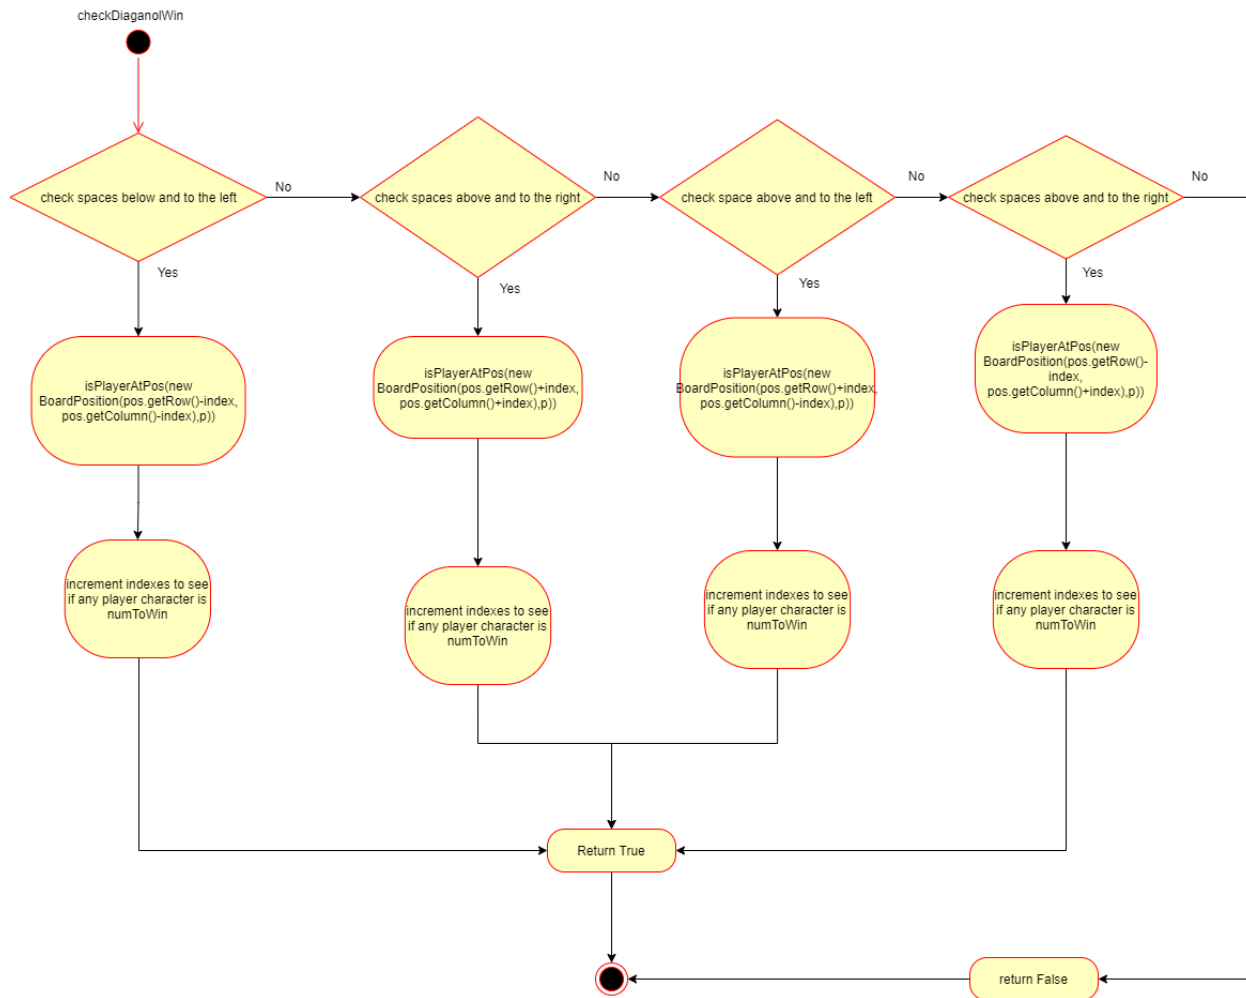 checkDiaganolWin
check spaces below and to the left
No
check spaces above and to the right
No
check space above and to the left
No
check spaces above and to the right
No
Yes
Yes
Yes
Yes
isPlayerAtPos(new
BoardPosition(pos.getRow()-index,
pos.getColumn()-index),p))
isPlayerAtPos(new
BoardPosition(pos.getRow()+index,
pos.getColumn()+index),p))
isPlayerAtPos(new
BoardPosition(pos.getRow()+index,
pos.getColumn()-index),p))
isPlayerAtPos(new
BoardPosition(pos.getRow()-
index,
pos.getColumn()+index),p))
increment indexes to see
if any player character is
numToWin
increment indexes to see
if any player character is
numToWin
increment indexes to see
if any player character is
numToWin
increment indexes to see
if any player character is
numToWin
Return True
return False